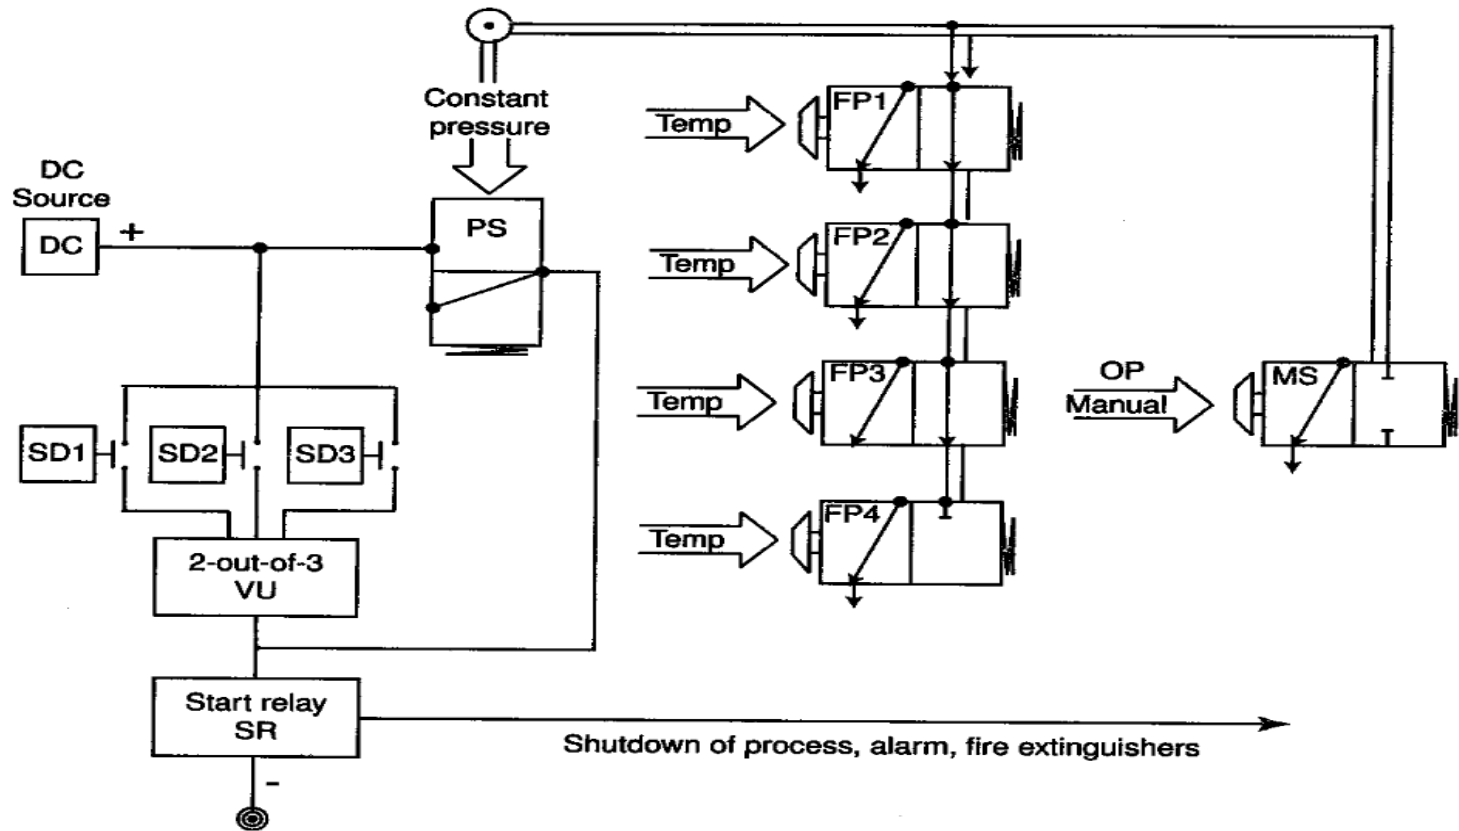 Constant
pressure
DC
Source
DC
+
PS
Temp
FP1
Temp
FP2
Temp
FP3
Temp
FP4
OP
Manual
MS
SD1
SD2
SD3
2-out-of-3
VU
Start relay
SR
-
Shutdown of process, alarm, fire extinguishers